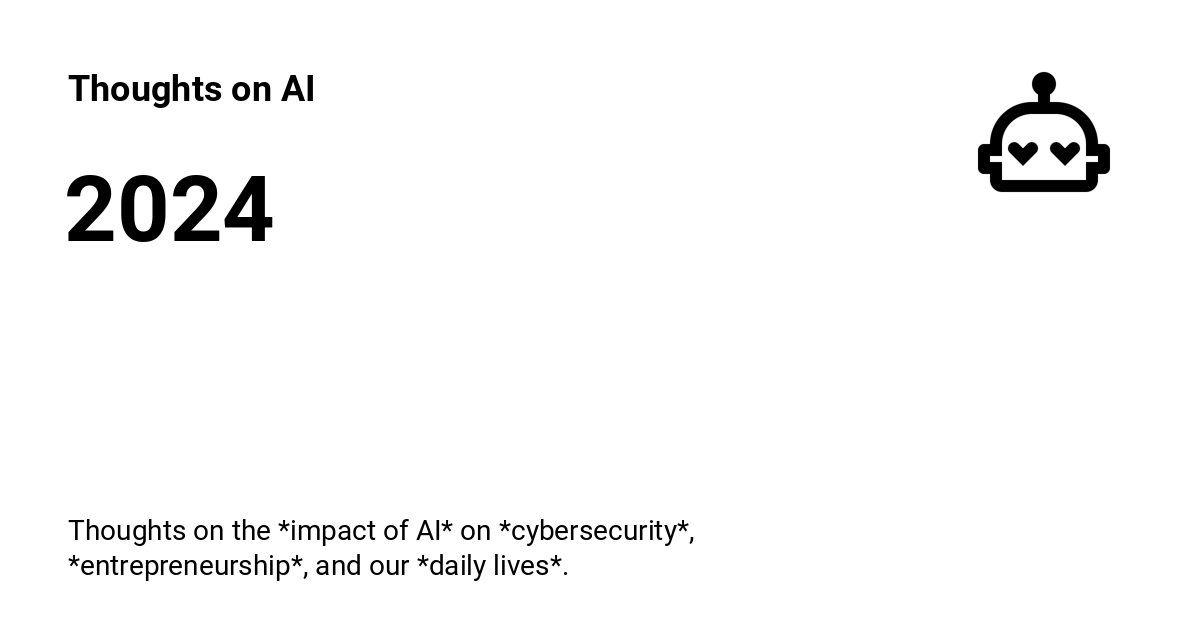 Thoughts on AI
2024
Thoughts on the *impact of AI* on *cybersecurity*,
*entrepreneurship*, and our *daily lives*.